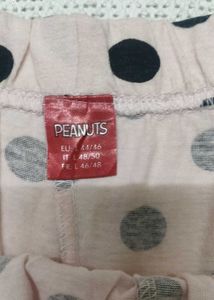 PEANUTS
EU: L 44/46
IT: L 48/50
FR: L 46/48